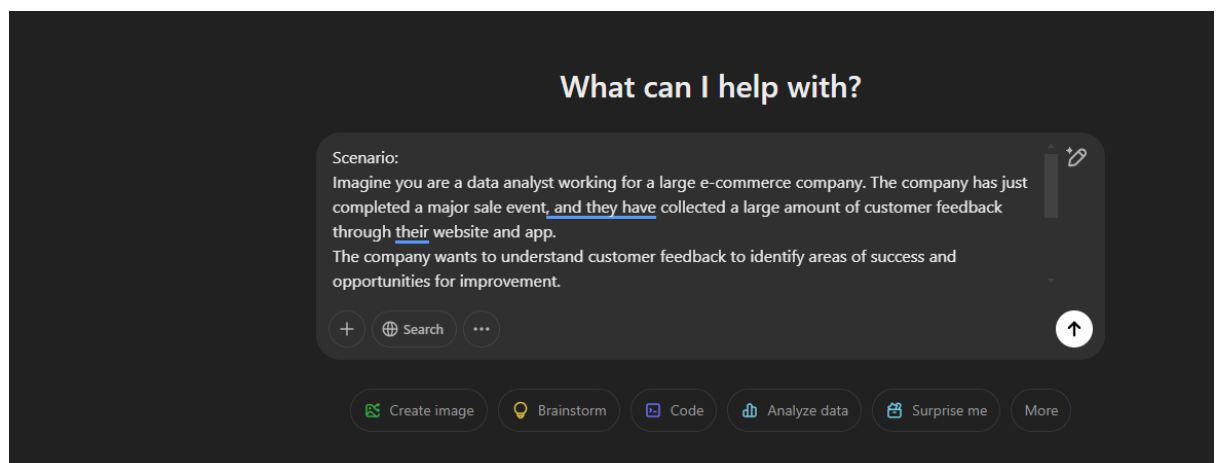 What can I help with?
Scenario:
Imagine you are a data analyst working for a large e-commerce company. The company has just
completed a major sale event, and they have collected a large amount of customer feedback
through their website and app.
The company wants to understand customer feedback to identify areas of success and
opportunities for improvement.
Search
Create image
Brainstorm
Code
Analyze data
Surprise me
More